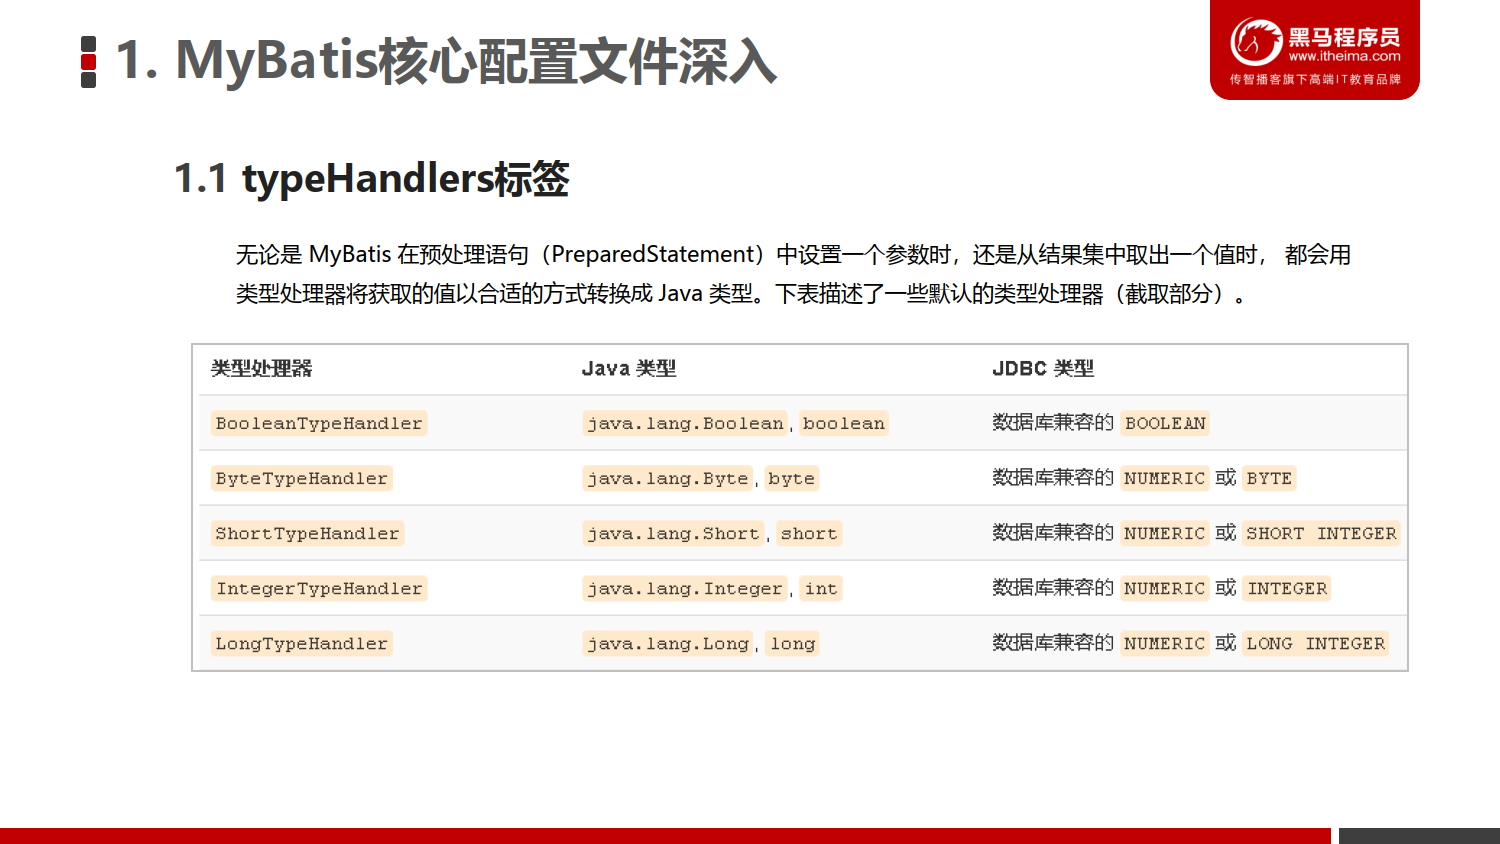 1. MyBatis核心配置文件深入
黑马程序员
www.itheima.com
传智播客旗下高端IT教育品牌
1.1 typeHandlers标签
无论是 MyBatis 在预处理语句（PreparedStatement）中设置一个参数时，还是从结果集中取出一个值时， 都会用
类型处理器将获取的值以合适的方式转换成 Java 类型。下表描述了一些默认的类型处理器（截取部分）。
类型处理器 Java 类型 JDBC 类型
BooleanTypeHandler java.lang.Boolean, boolean 数据库兼容的 BOOLEAN
ByteTypeHandler java.lang.Byte, byte 数据库兼容的 NUMERIC 或 BYTE
ShortTypeHandler java.lang.Short, short 数据库兼容的 NUMERIC 或 SHORT INTEGER
IntegerTypeHandler java.lang.Integer, int 数据库兼容的 NUMERIC 或 INTEGER
LongTypeHandler java.lang.Long, long 数据库兼容的 NUMERIC 或 LONG INTEGER